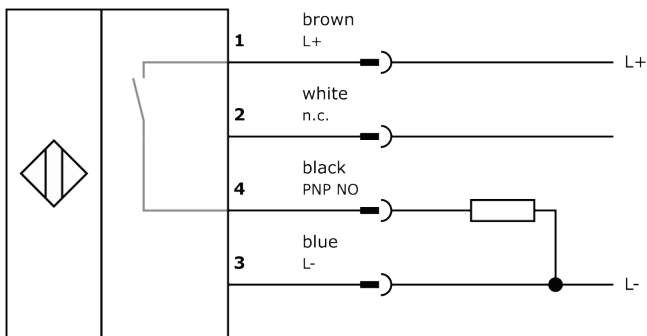 brown
1 L+
L+
white
2 n.c.
black
4 PNP NO
blue
3 L-
L-